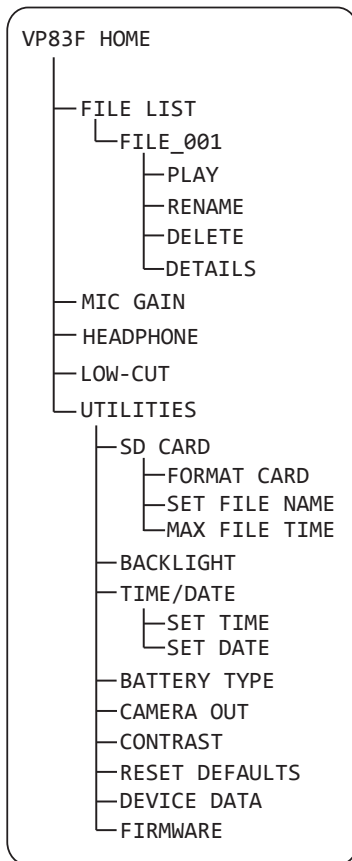 VP83F HOME
FILE LIST
FILE_001
PLAY
RENAME
DELETE
DETAILS
MIC GAIN
HEADPHONE
LOW-CUT
UTILITIES
SD CARD
FORMAT CARD
SET FILE NAME
MAX FILE TIME
BACKLIGHT
TIME/DATE
SET TIME
SET DATE
BATTERY TYPE
CAMERA OUT
CONTRAST
RESET DEFAULTS
DEVICE DATA
FIRMWARE